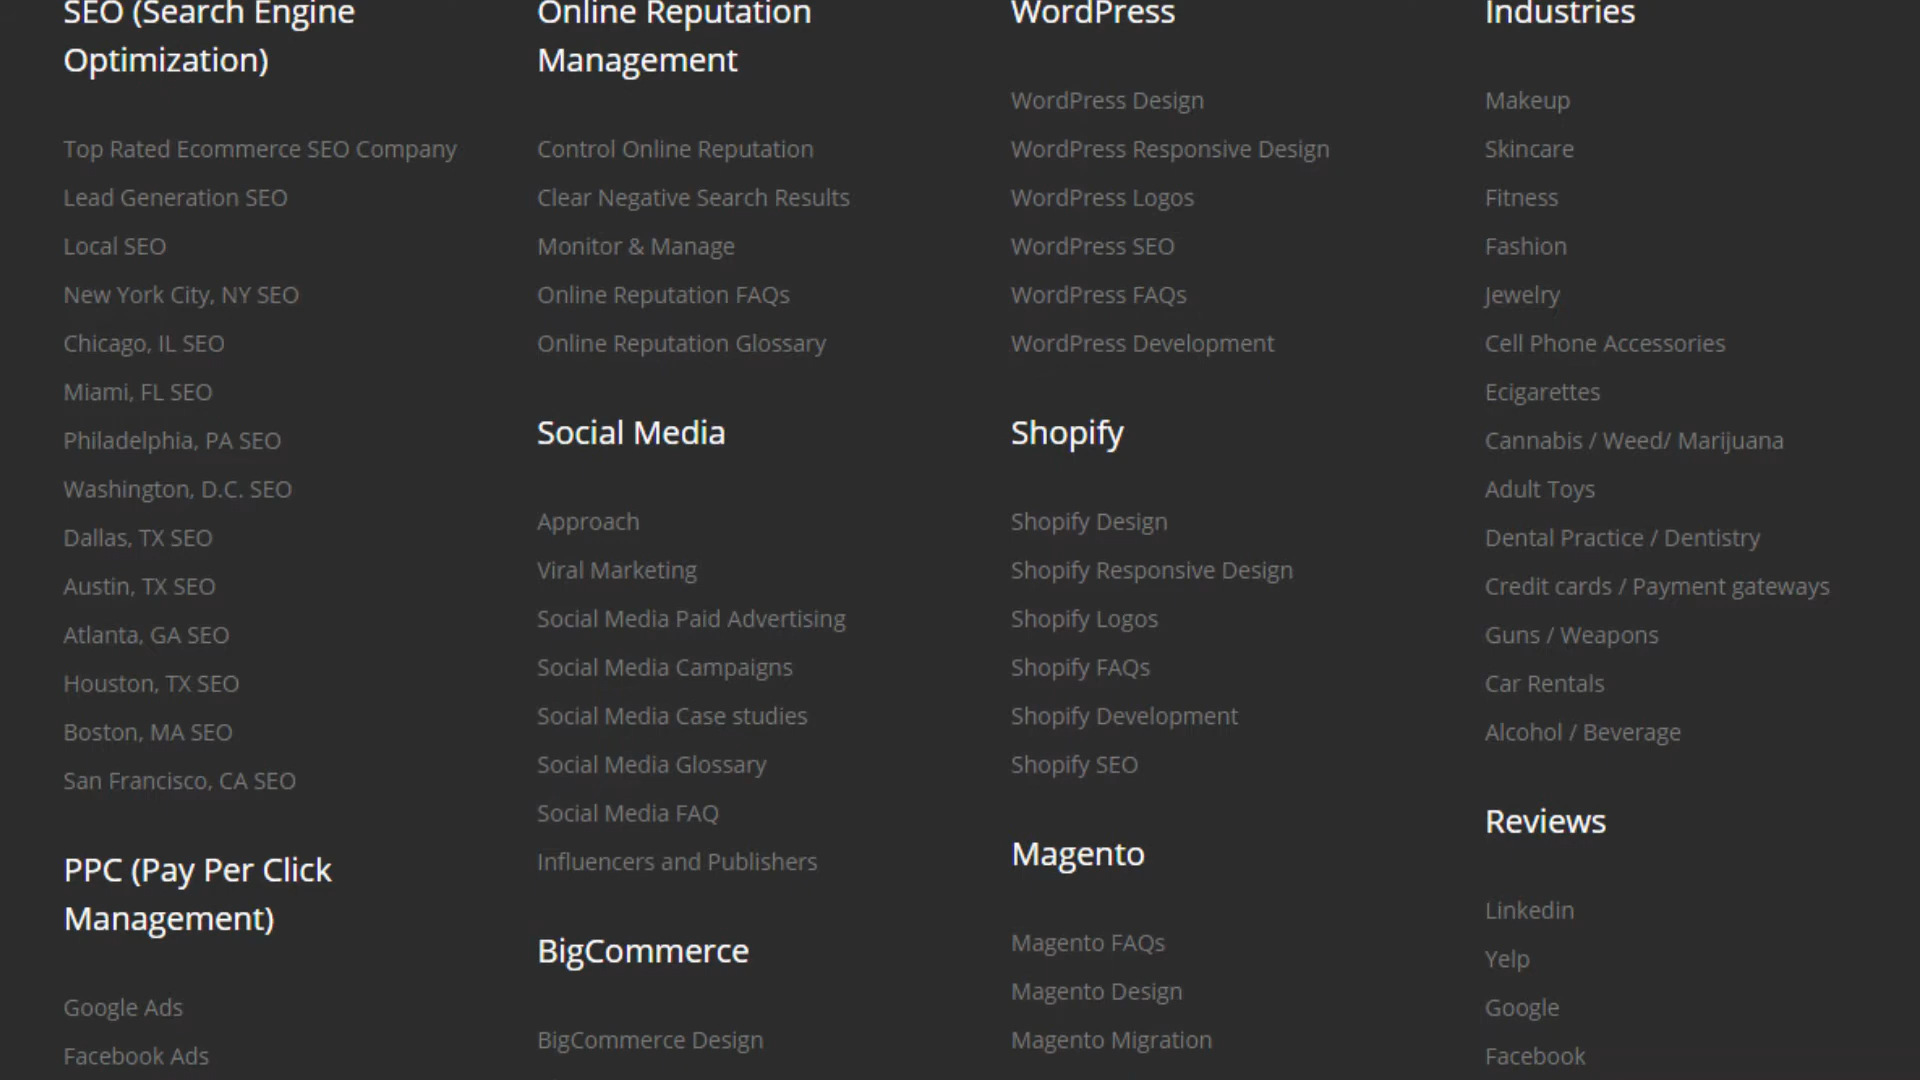 SEO (Search Engine
Optimization)
Top Rated Ecommerce SEO Company
Lead Generation SEO
Local SEO
New York City, NY SEO
Chicago, IL SEO
Miami, FL SEO
Philadelphia, PA SEO
Washington, D.C. SEO
Dallas, TX SEO
Austin, TX SEO
Atlanta, GA SEO
Houston, TX SEO
Boston, MA SEO
San Francisco, CA SEO
PPC (Pay Per Click
Management)
Google Ads
Facebook Ads
Online Reputation
Management
Control Online Reputation
Clear Negative Search Results
Monitor & Manage
Online Reputation FAQs
Online Reputation Glossary
Social Media
Approach
Viral Marketing
Social Media Paid Advertising
Social Media Campaigns
Social Media Case studies
Social Media Glossary
Social Media FAQ
Influencers and Publishers
BigCommerce
BigCommerce Design
WordPress
WordPress Design
WordPress Responsive Design
WordPress Logos
WordPress SEO
WordPress FAQs
WordPress Development
Shopify
Shopify Design
Shopify Responsive Design
Shopify Logos
Shopify FAQs
Shopify Development
Shopify SEO
Magento
Magento FAQs
Magento Design
Magento Migration
Industries
Makeup
Skincare
Fitness
Fashion
Jewelry
Cell Phone Accessories
Ecigarettes
Cannabis / Weed/ Marijuana
Adult Toys
Dental Practice / Dentistry
Credit cards / Payment gateways
Guns / Weapons
Car Rentals
Alcohol / Beverage
Reviews
Linkedin
Yelp
Google
Facebook